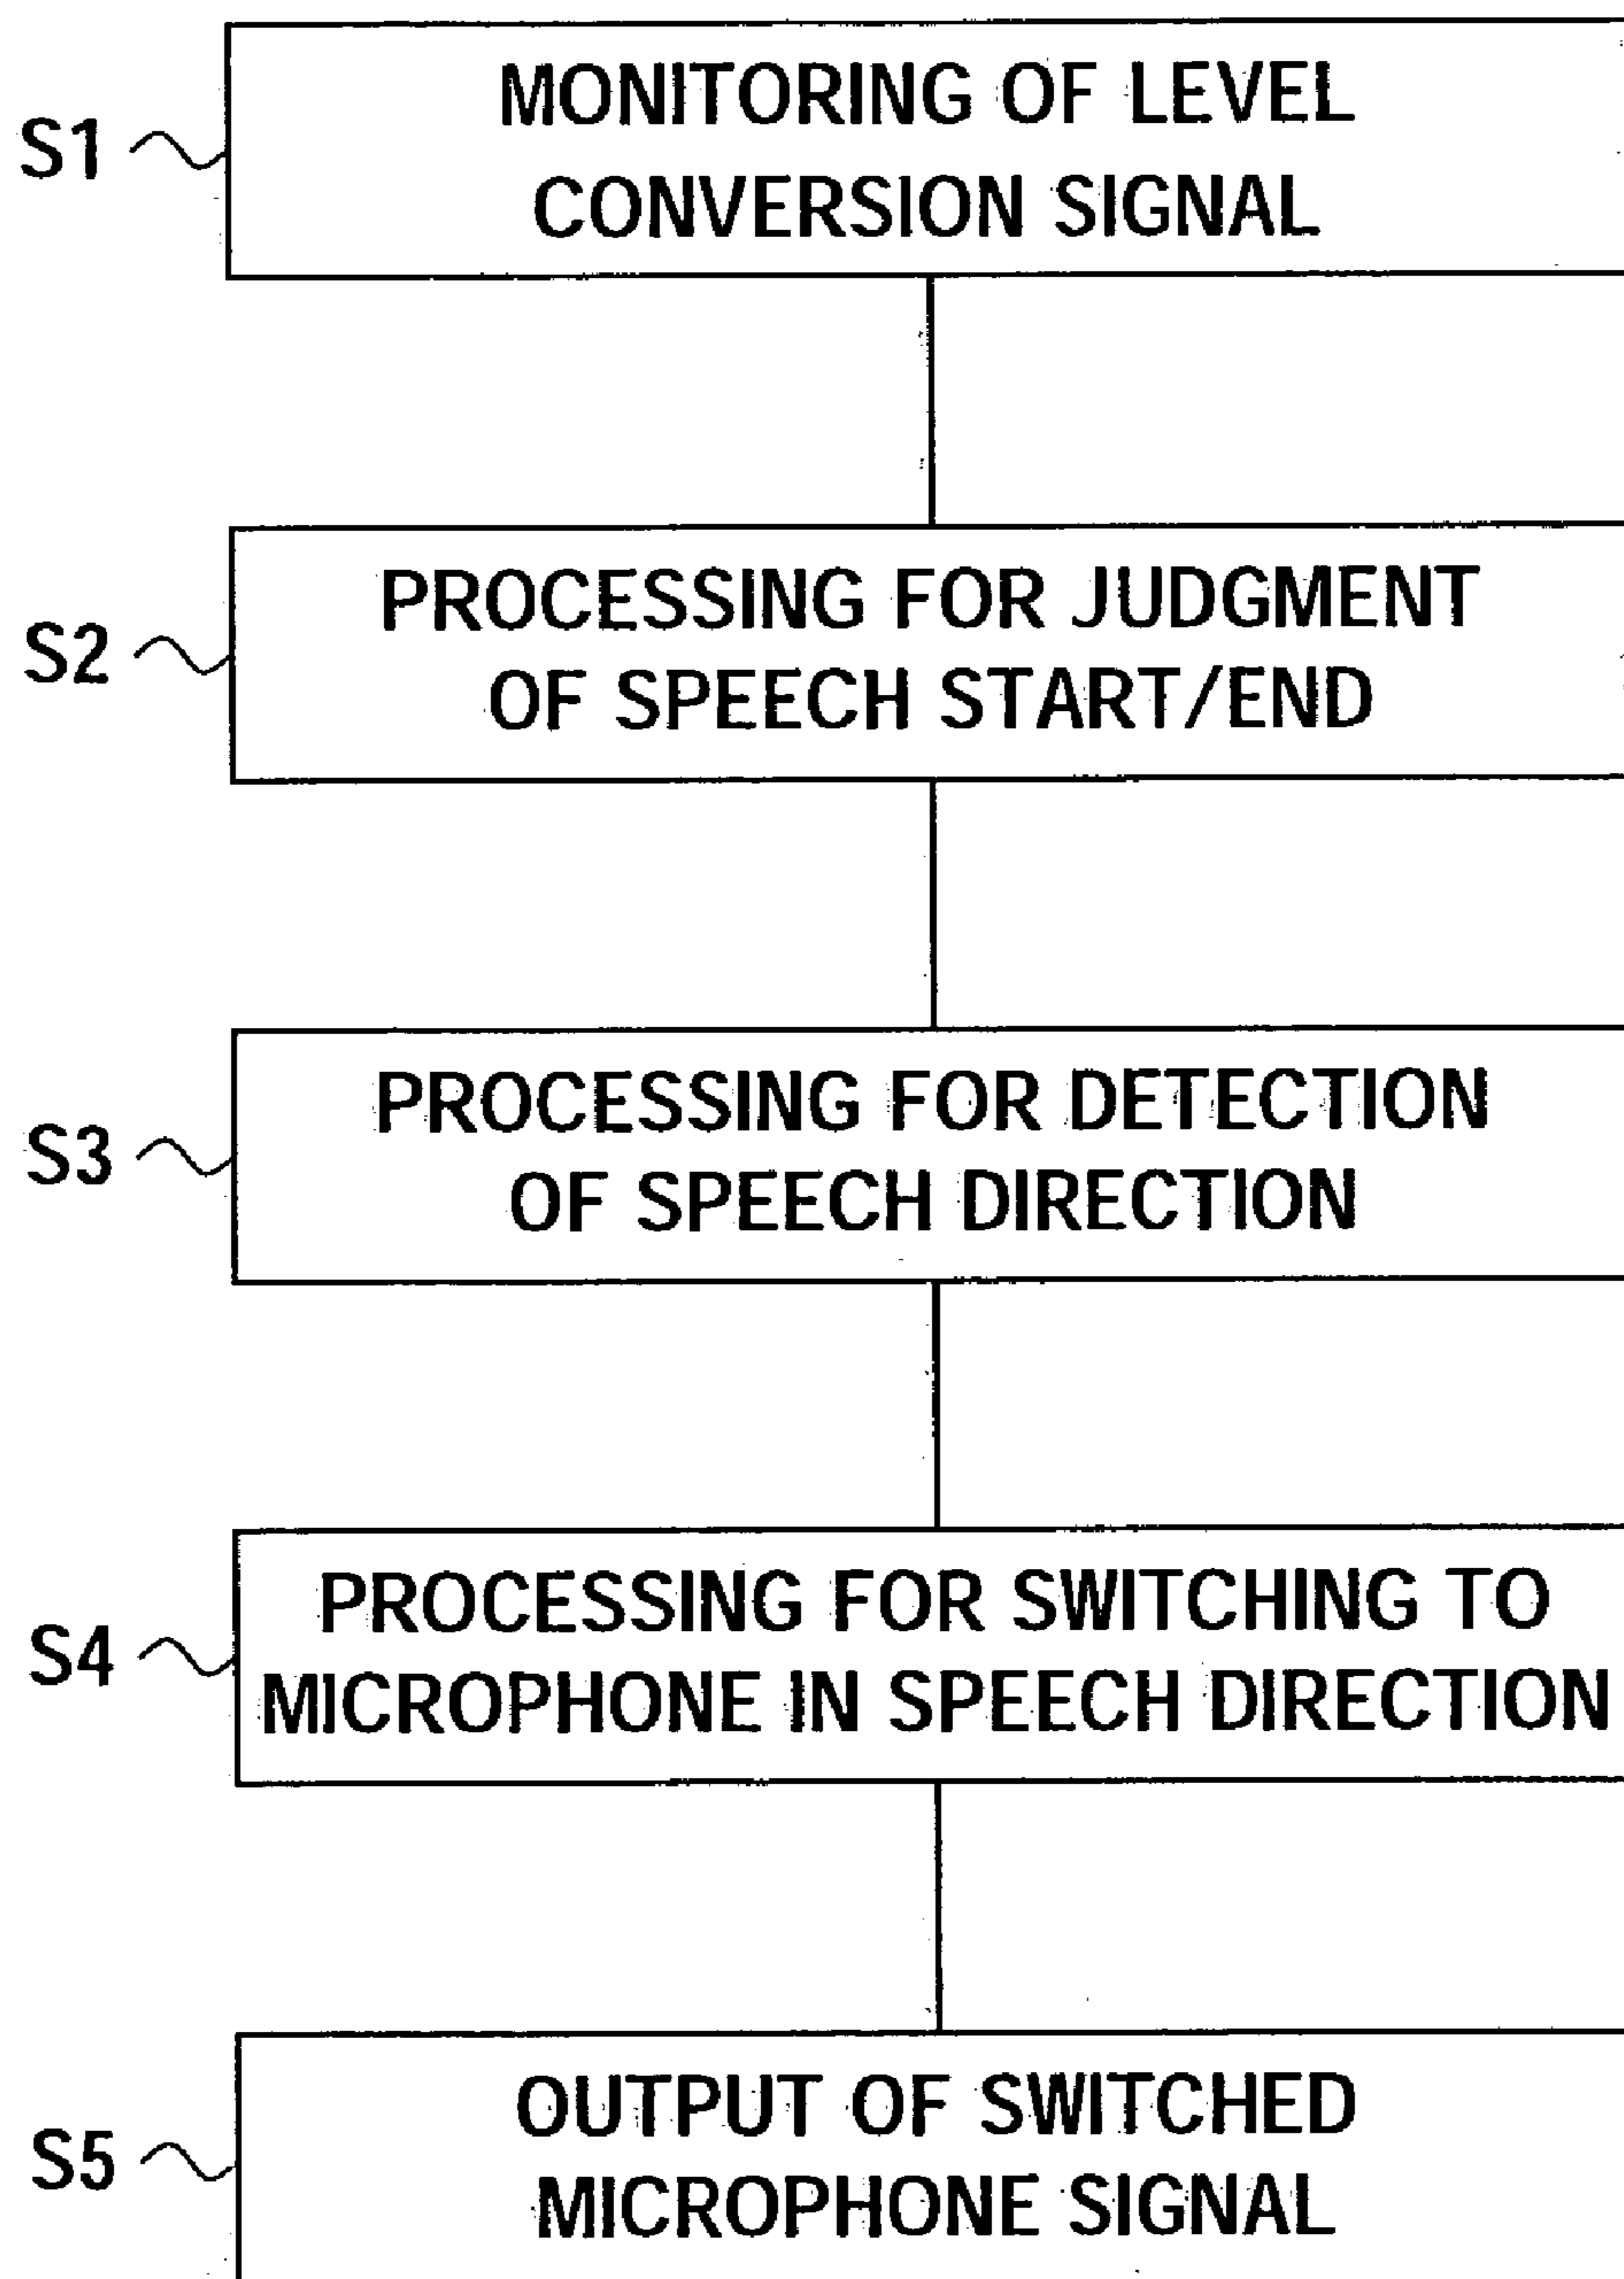 S1
MONITORING OF LEVEL
CONVERSION SIGNAL
S2
PROCESSING FOR JUDGMENT
OF SPEECH START/END
S3
PROCESSING FOR DETECTION
OF SPEECH DIRECTION
S4
PROCESSING FOR SWITCHING TO
MICROPHONE IN SPEECH DIRECTION
S5
OUTPUT OF SWITCHED
MICROPHONE SIGNAL